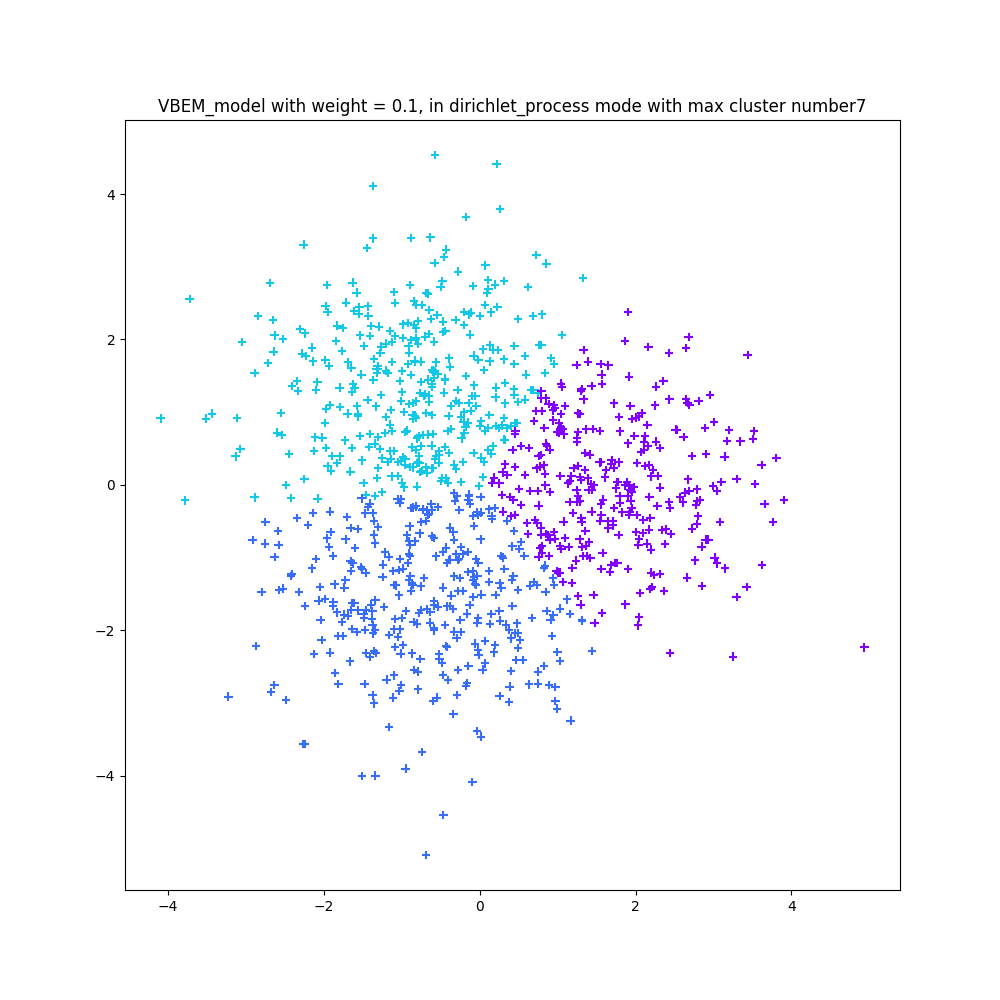 VBEM_model with weight = 0.1, in dirichlet_process mode with max cluster number7
4
2
0
−2
−4
−4 −2 0 2 4